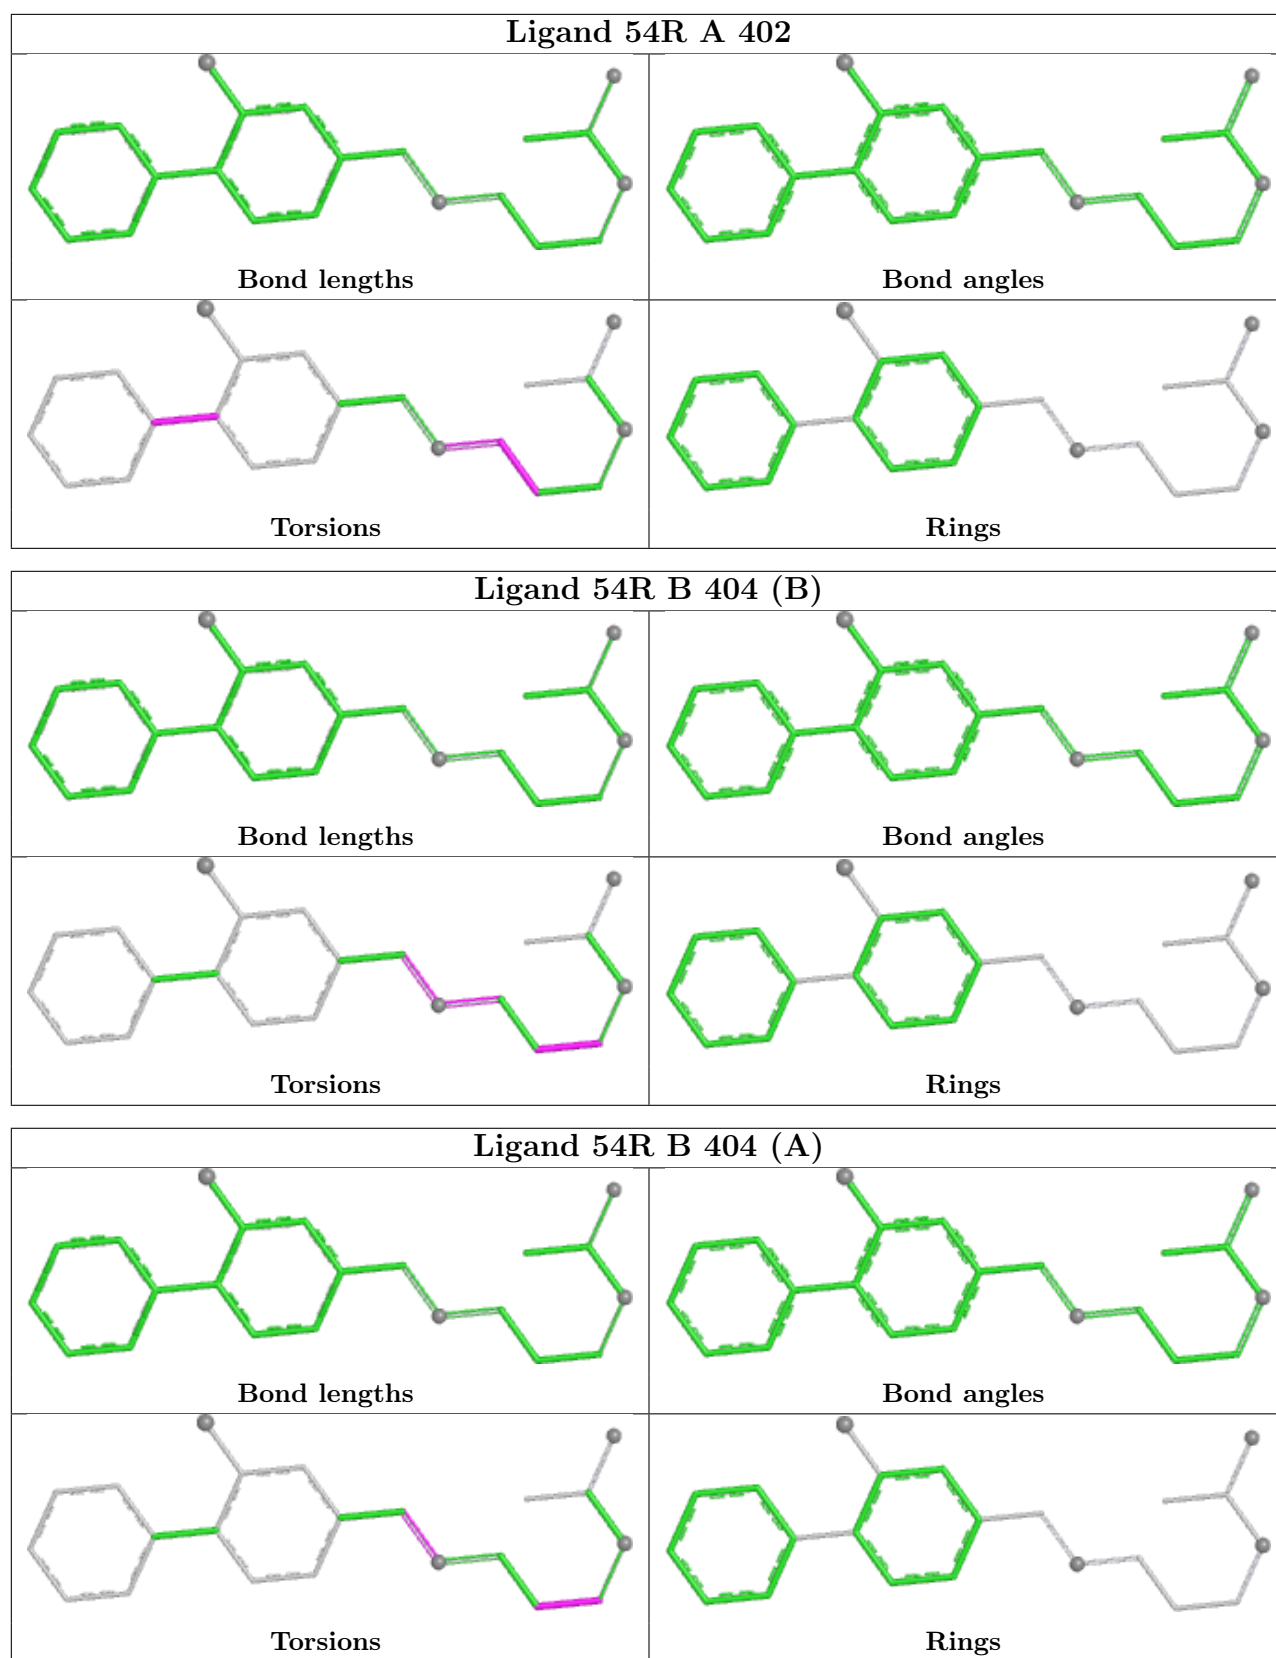 Ligand 54R A 402
Bond lengths
Bond angles
Torsions
Rings
Ligand 54R B 404 (B)
Bond lengths
Bond angles
Torsions
Rings
Ligand 54R B 404 (A)
Bond lengths
Bond angles
Torsions
Rings